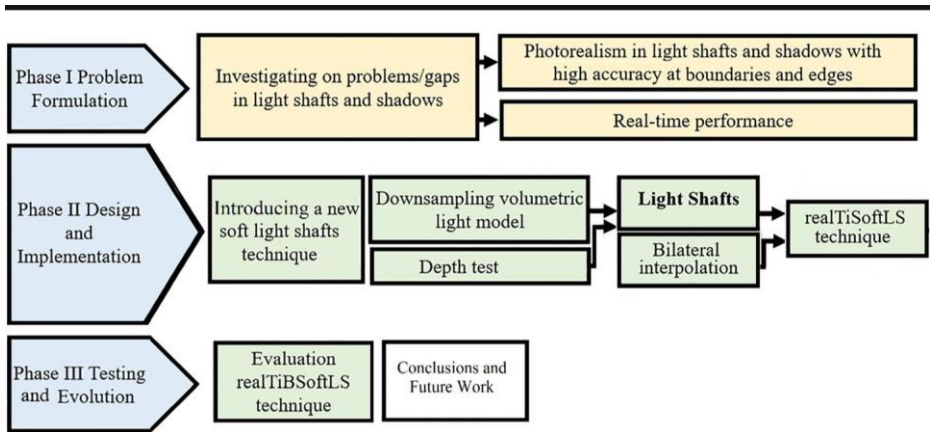 Phase I Problem
Formulation
Investigating on problems/gaps
in light shafts and shadows
Photorealism in light shafts and shadows with
high accuracy at boundaries and edges
Real-time performance
Phase II Design
and
Implementation
Introducing a new
soft light shafts
technique
Downsampling volumetric
light model
Depth test
Light Shafts
Bilateral
interpolation
realTiSoftLS
technique
Phase III Testing
and Evolution
Evaluation
realTiBSoftLS
technique
Conclusions and
Future Work